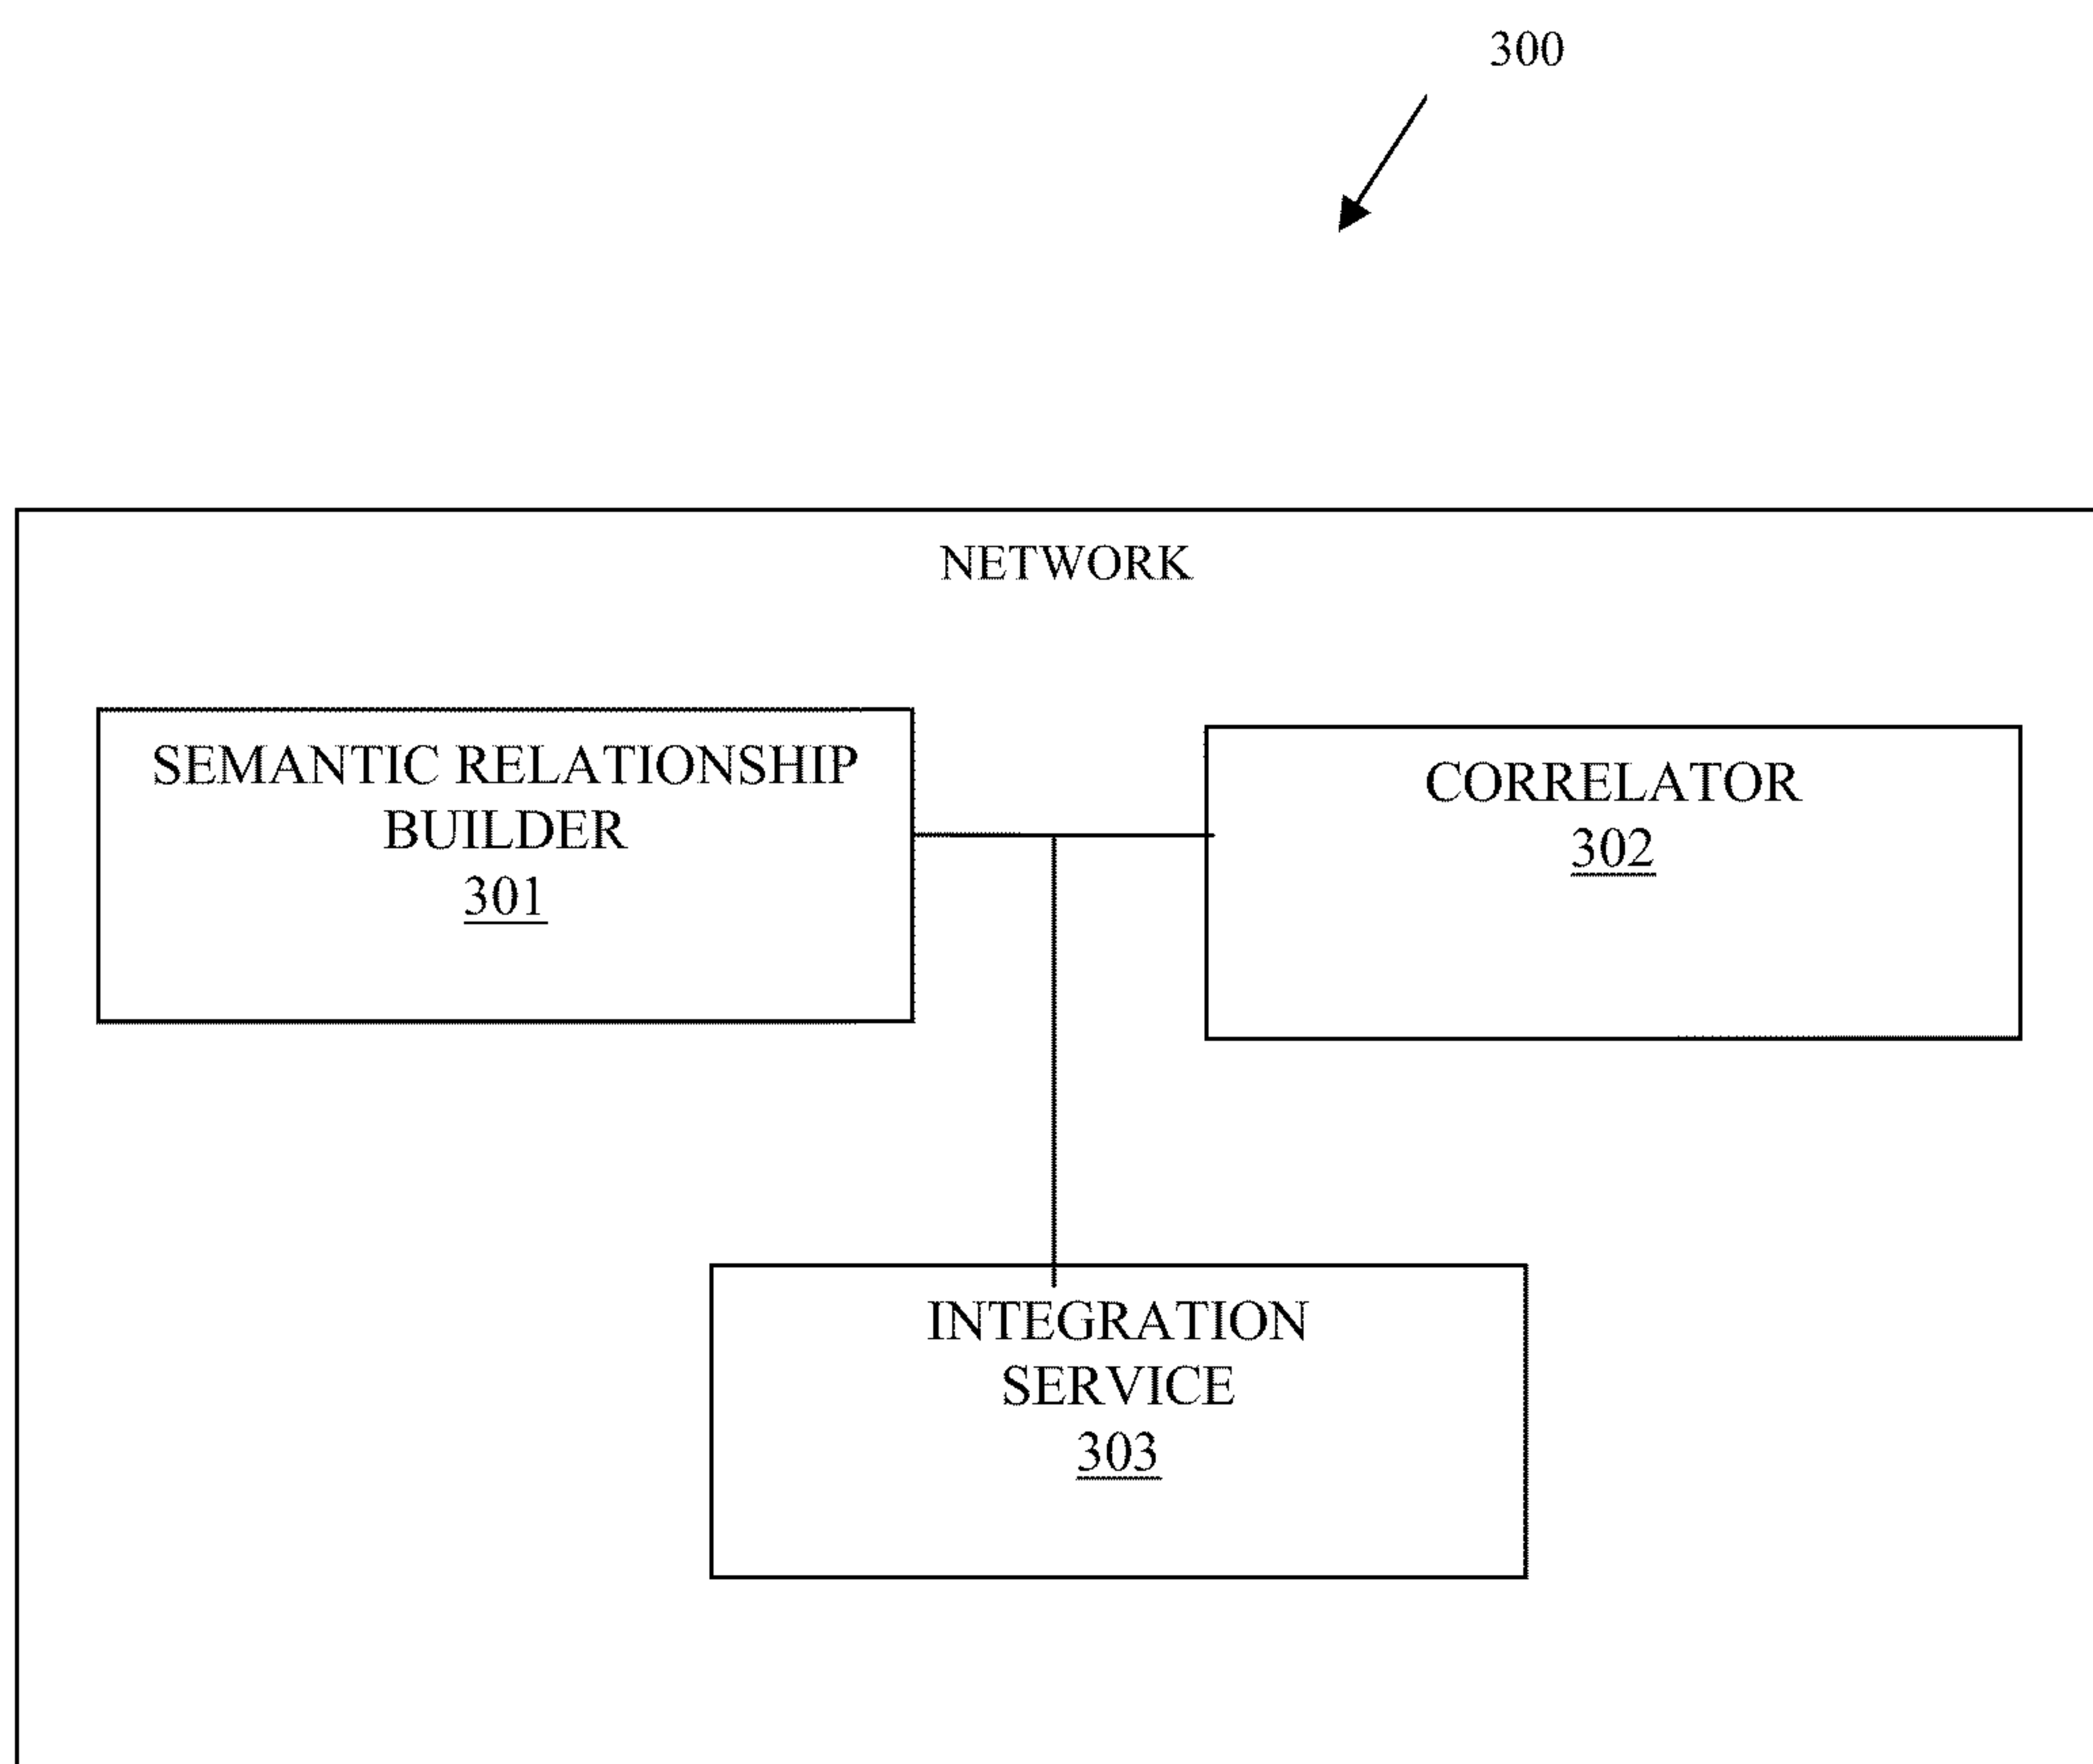 300
NETWORK
SEMANTIC RELATIONSHIP
BUILDER
301
CORRELATOR
302
INTEGRATION
SERVICE
303